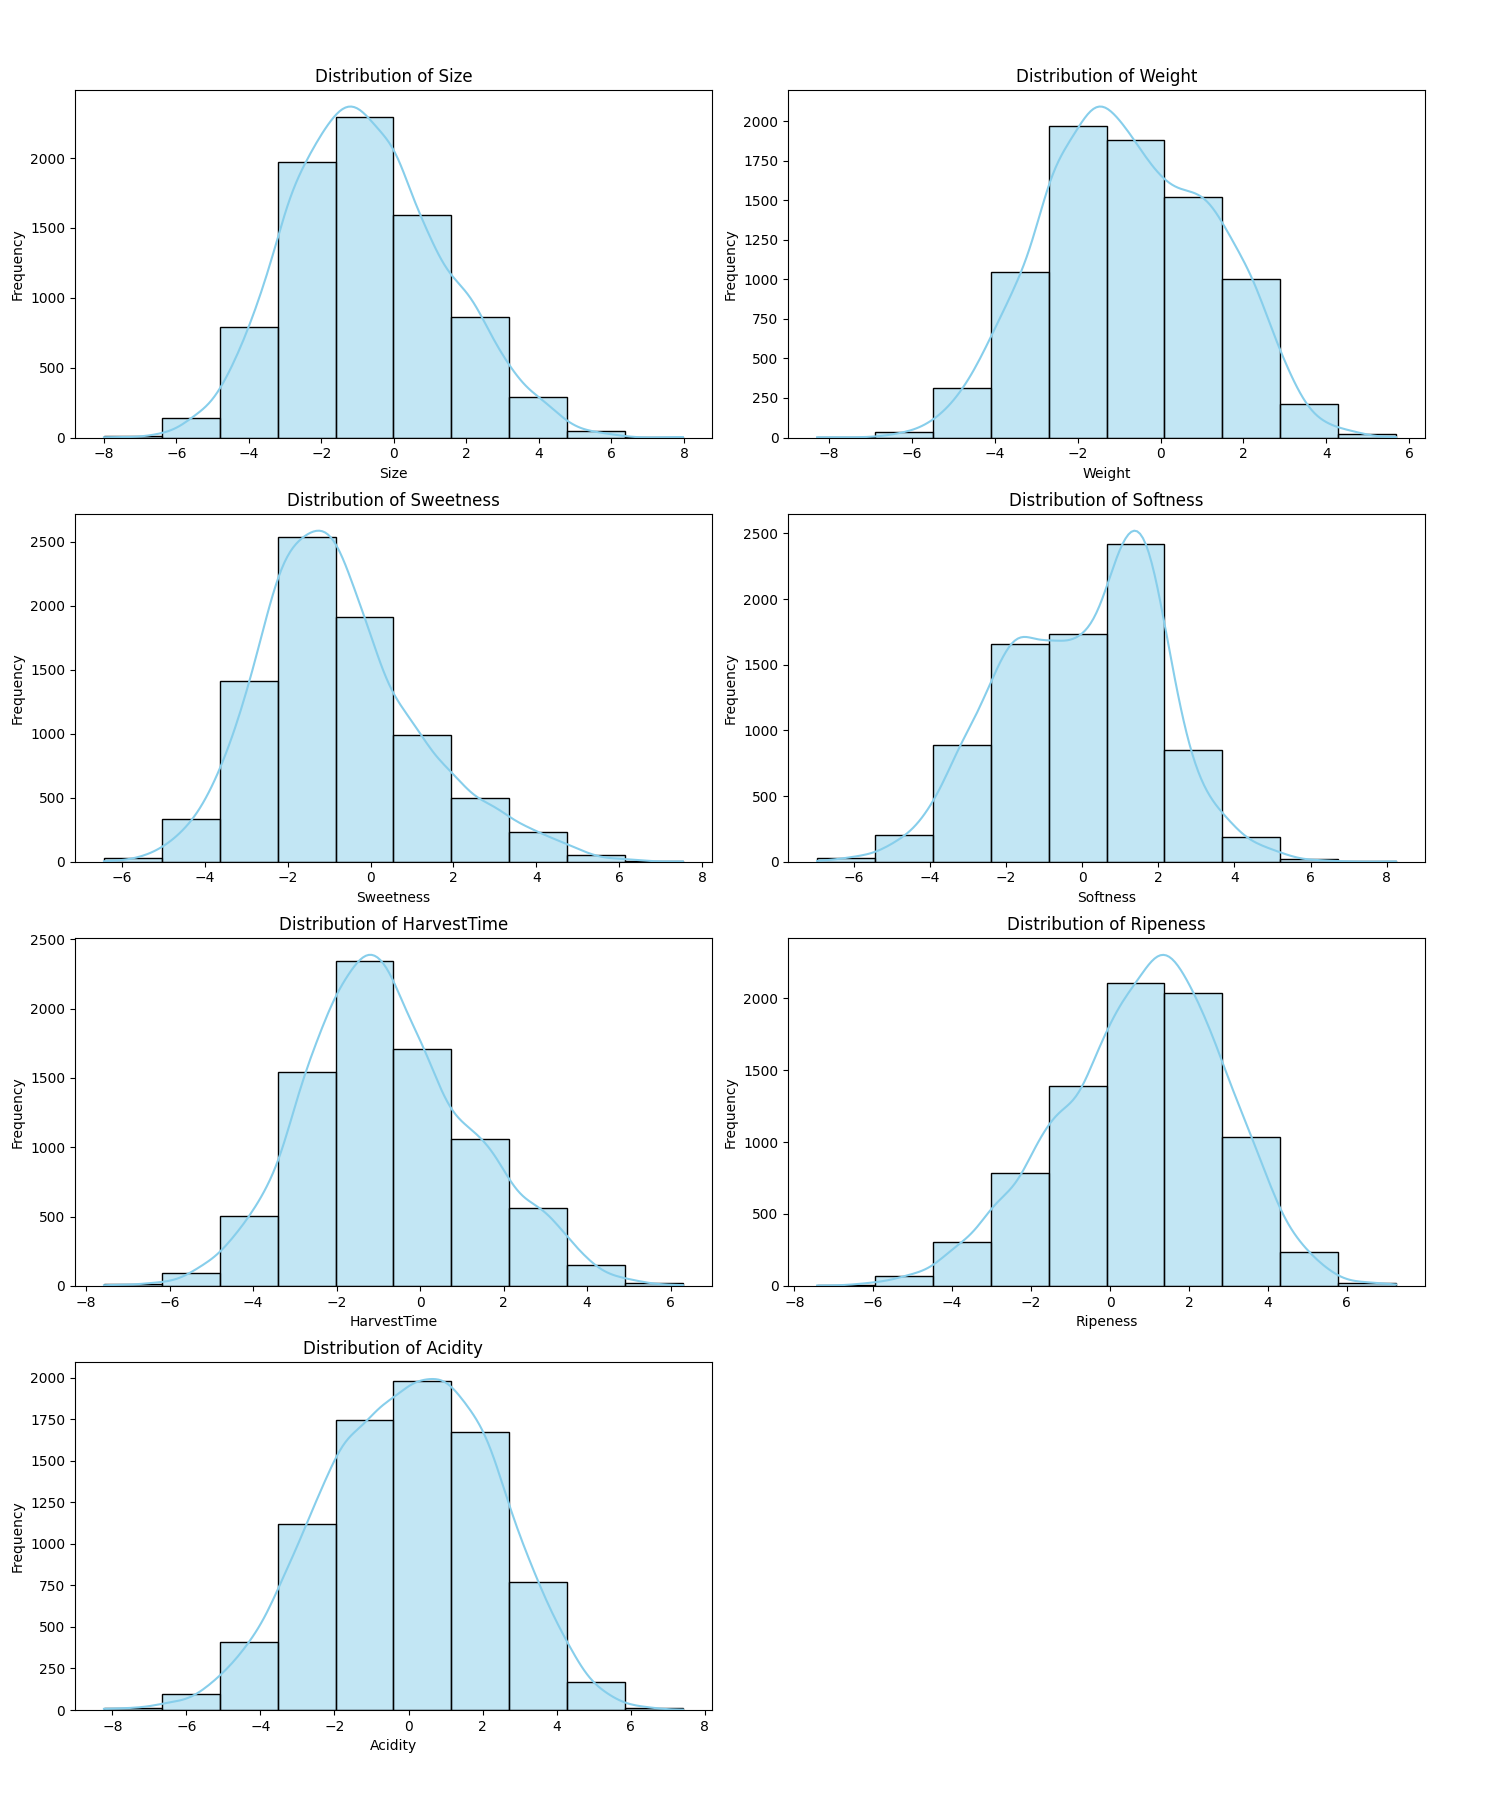 Distribution of Size
Frequency
2000
1500
1000
500
0
−8 −6 −4 −2 0 2 4 6 8
Size
Distribution of Weight
Frequency
2000
1750
1500
1250
1000
750
500
250
0
−8 −6 −4 −2 0 2 4 6
Weight
Distribution of Sweetness
Frequency
2500
2000
1500
1000
500
0
−6 −4 −2 0 2 4 6 8
Sweetness
Distribution of Softness
Frequency
2500
2000
1500
1000
500
0
−6 −4 −2 0 2 4 6 8
Softness
Distribution of HarvestTime
Frequency
2500
2000
1500
1000
500
0
−8 −6 −4 −2 0 2 4 6
HarvestTime
Distribution of Ripeness
Frequency
2000
1500
1000
500
0
−8 −6 −4 −2 0 2 4 6
Ripeness
Distribution of Acidity
Frequency
2000
1750
1500
1250
1000
750
500
250
0
−8 −6 −4 −2 0 2 4 6 8
Acidity